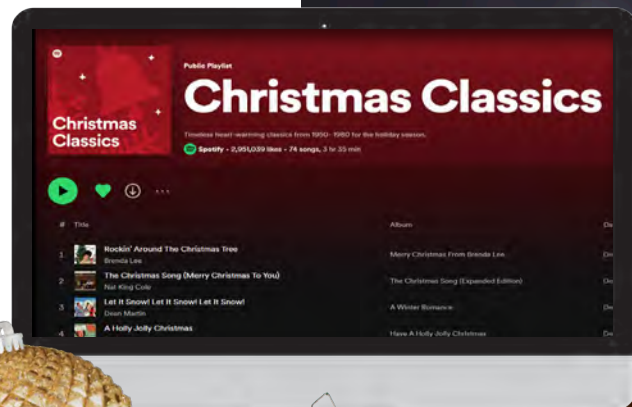 Public Playlist
Christmas Classics
Christmas
Classics
Timeless heart-warming classics from 1950-1980 for the holiday season.
Spotify • 2,951,039 likes • 74 songs, 3 hr 35 min
# Title Album
1 Rockin' Around The Christmas Tree Merry Christmas From Brenda Lee
Brenda Lee
2 The Christmas Song (Merry Christmas To You) The Christmas Song (Expanded Edition)
Nat King Cole
3 Let It Snow! Let It Snow! Let It Snow! A Winter Romance
Dean Martin
4 A Holly Jolly Christmas Have A Holly Jolly Christmas